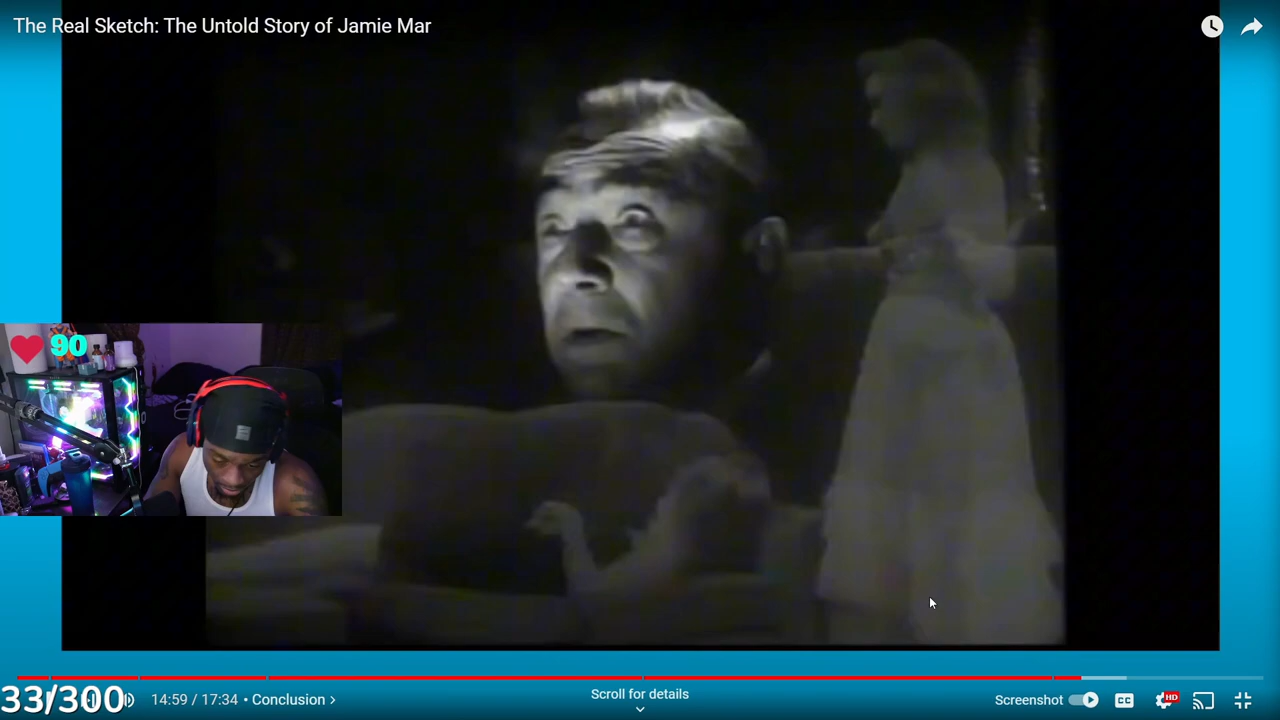 The Real Sketch: The Untold Story of Jamie Mar
90
33/300
14:59 / 17:34 • Conclusion
Scroll for details
Screenshot
CC
HD